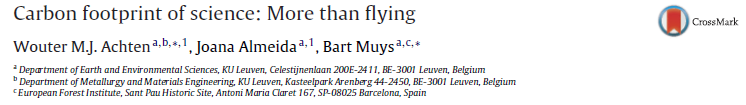 Carbon footprint of science: More than flying
CrossMark
Wouter M.J. Achten a,b,*,1, Joana Almeida a,1, Bart Muys a,c,*
a Department of Earth and Environmental Sciences, KU Leuven, Celestijnenlaan 200E-2411, BE-3001 Leuven, Belgium
b Department of Metallurgy and Materials Engineering, KU Leuven, Kasteelpark Arenberg 44-2450, BE-3001 Leuven, Belgium
c European Forest Institute, Sant Pau Historic Site, Antoni Maria Claret 167, SP-08025 Barcelona, Spain